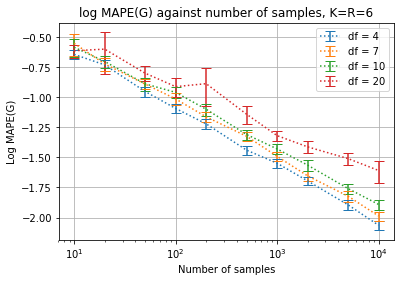 log MAPE(G) against number of samples, K=R=6
−0.50
−0.75
−1.00
−1.25
−1.50
−1.75
−2.00
Log MAPE(G)
df = 4
df = 7
df = 10
df = 20
10¹ 10² 10³ 10⁴
Number of samples